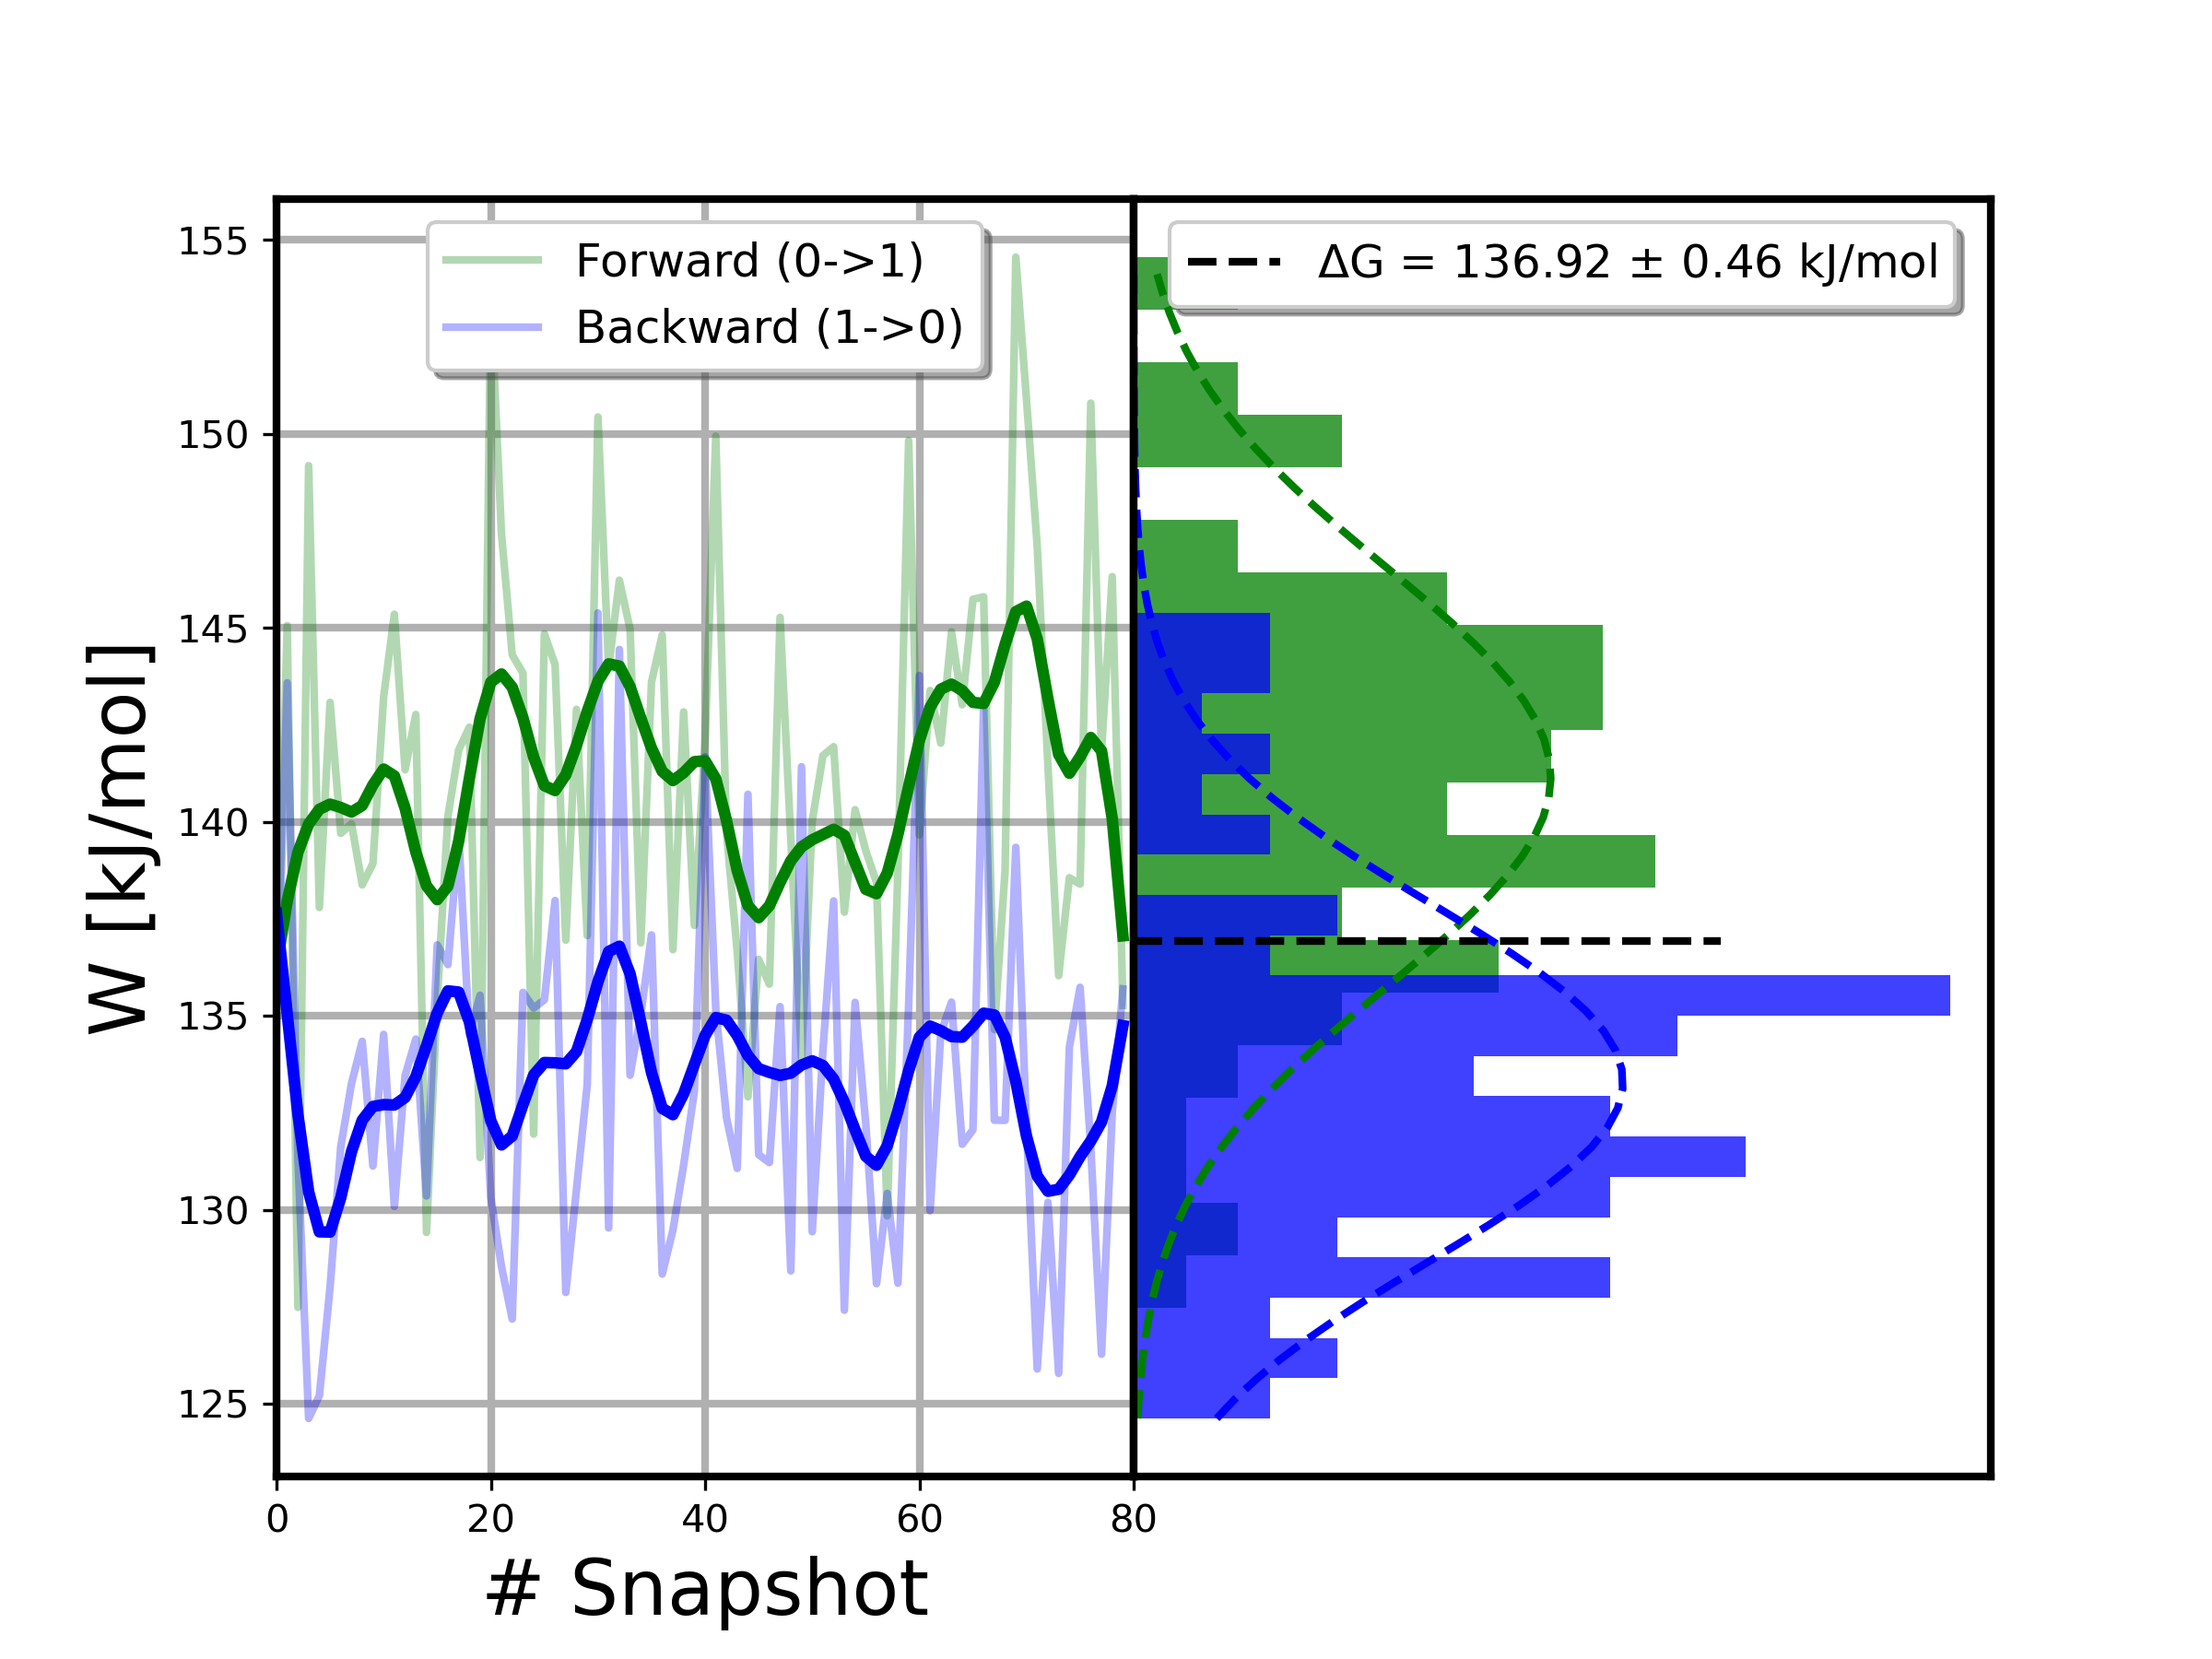 Forward (0->1)
Backward (1->0)
ΔG = 136.92 ± 0.46 kJ/mol
W [kJ/mol]
155
150
145
140
135
130
125
0
20
40
60
80
# Snapshot